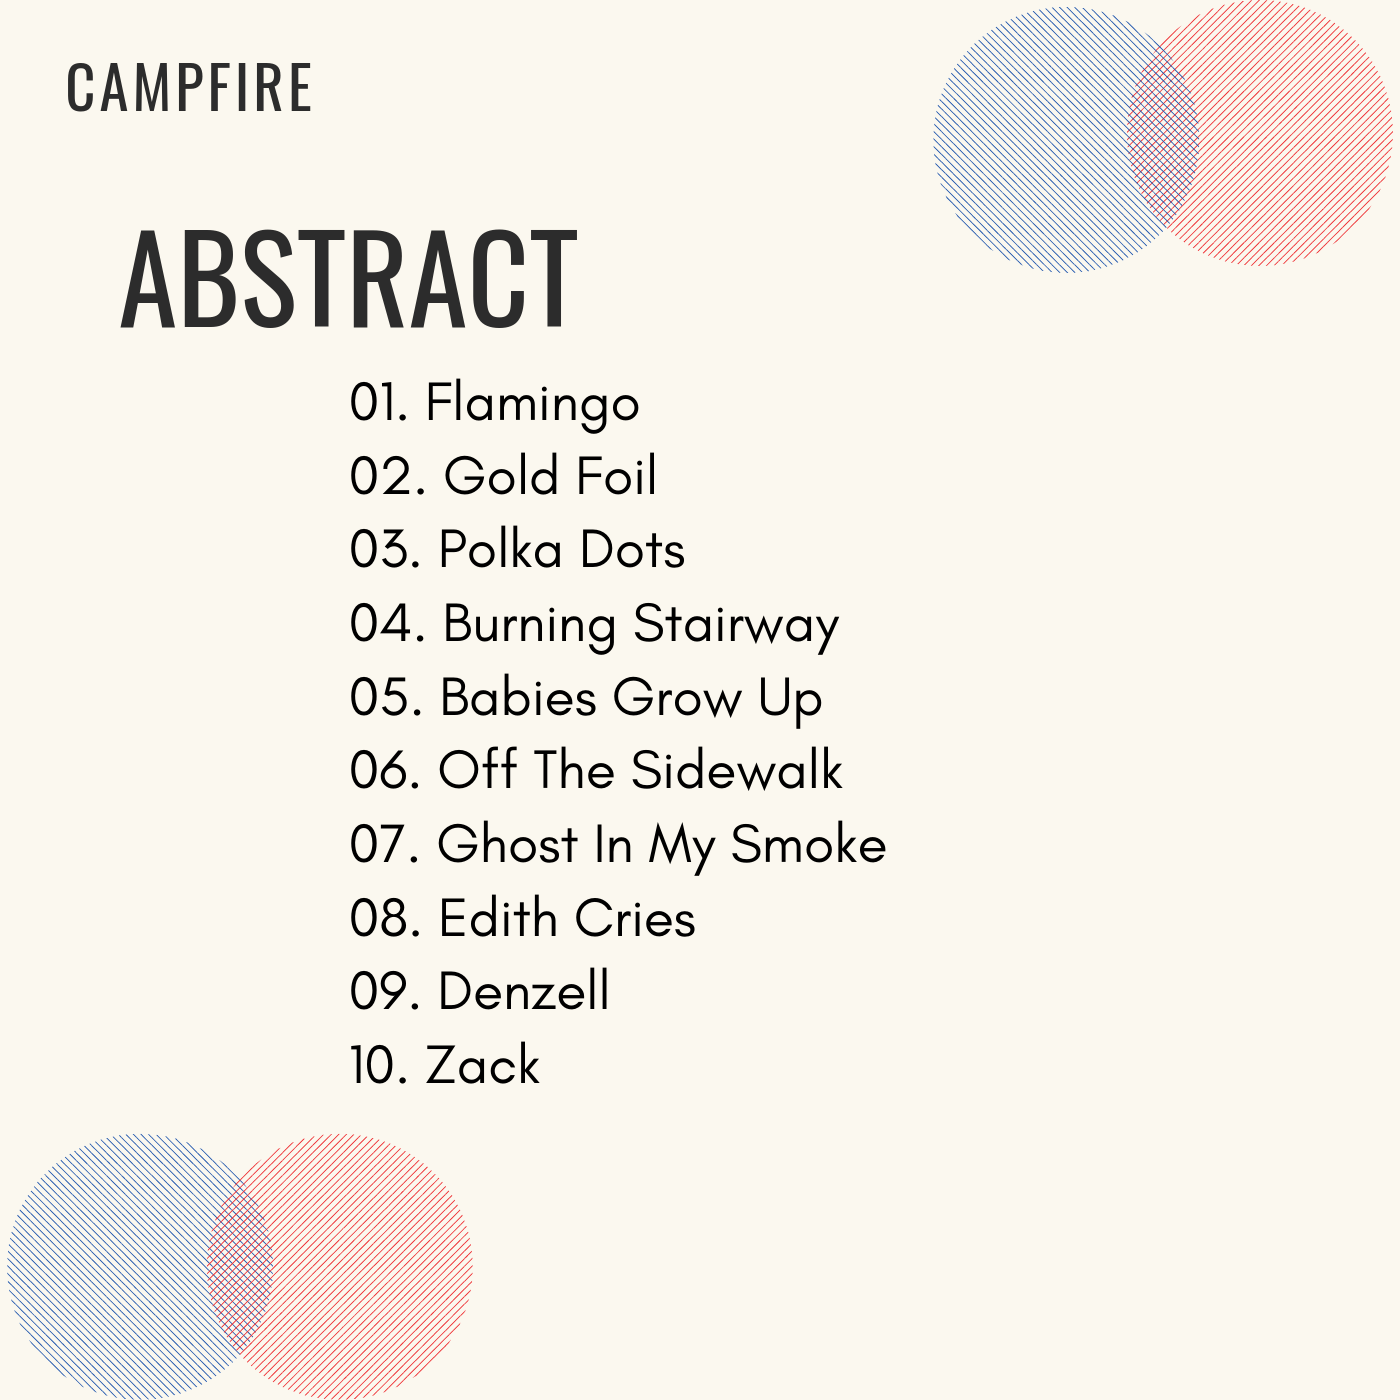 CAMPFIRE
ABSTRACT
01. Flamingo
02. Gold Foil
03. Polka Dots
04. Burning Stairway
05. Babies Grow Up
06. Off The Sidewalk
07. Ghost In My Smoke
08. Edith Cries
09. Denzell
10. Zack